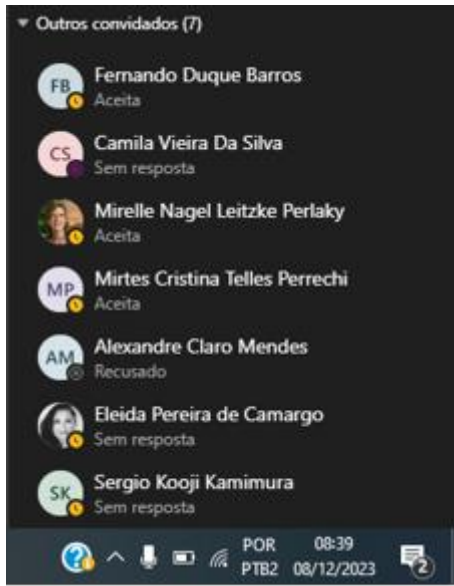 Outros convidados (7)
FB
Fernando Duque Barros
Aceita
CS
Camila Vieira Da Silva
Sem resposta
Mirelle Nagel Leitzke Perlaky
Aceita
MP
Mirtes Cristina Telles Perrechi
Aceita
AM
Alexandre Claro Mendes
Recusado
Eleida Pereira de Camargo
Sem resposta
SK
Sergio Kooji Kamimura
Sem resposta
POR 08:39
PTB2 08/12/2023
2